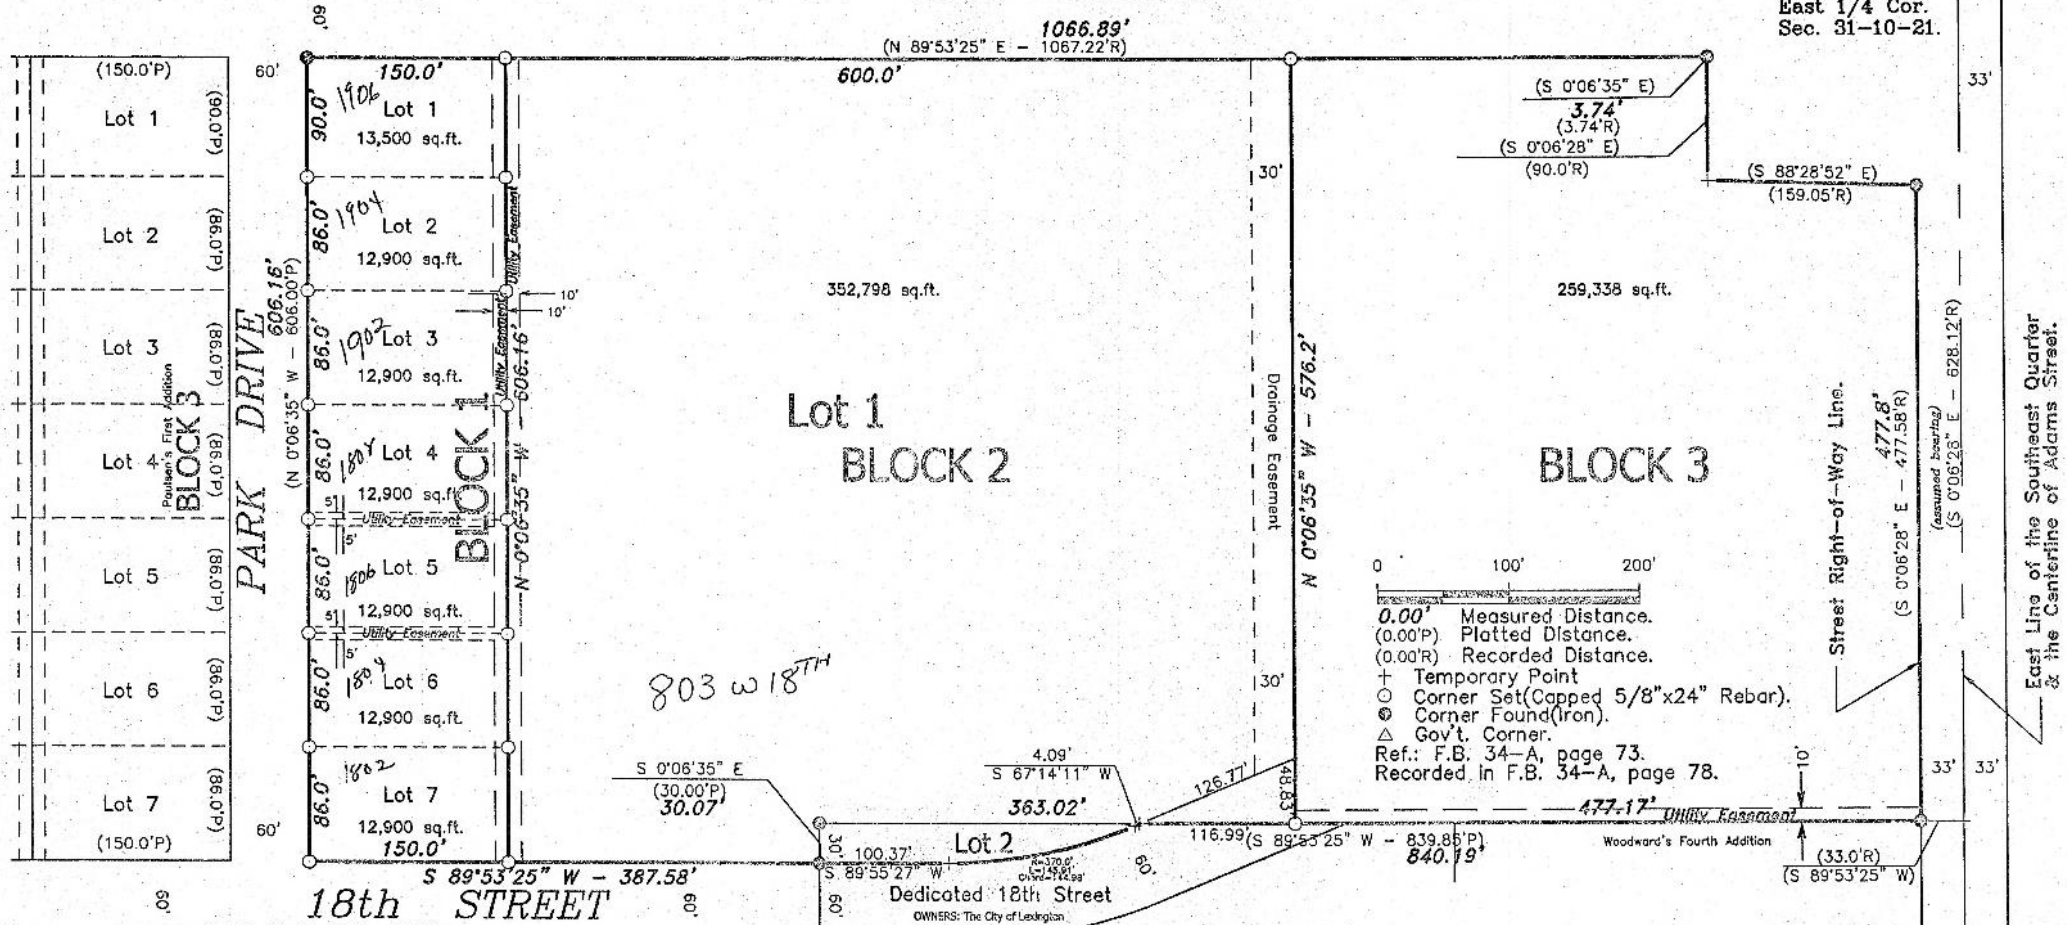 60'
1066.89'
(N 89°53'25" E - 1067.22'R)
East 1/4 Cor.
Sec. 31-10-21.
(150.0'P)
60'
150.0'
600.0'
33'
Lot 1
(90.0'P)
90.0'
1906
Lot 1
13,500 sq.ft.
(S 0°06'35" E)
3.74'
(3.74'R)
(S 0°06'28" E)
(90.0'R)
30'
(S 88°28'52" E)
(159.05'R)
Lot 2
(86.0'P)
86.0'
1904
Lot 2
12,900 sq.ft.
Utility Easement
352,798 sq.ft.
259,338 sq.ft.
10'
10'
Lot 3
(86.0'P)
86.0'
1902
Lot 3
12,900 sq.ft.
Utility Easement
PARK DRIVE
606.16'
(N 0°06'35" W - 606.00'P)
Poulsen's First Addition
BLOCK 3
Lot 4
(86.0'P)
86.0'
Lot 4
12,900 sq.ft.
5'
Utility Easement
5'
BLOCK 1
N 0°06'35" W - 606.16'
Lot 1
BLOCK 2
Drainage Easement
N 0°06'35" W - 576.2'
BLOCK 3
Street Right-of-Way Line.
477.8'
(S 0°06'28" E - 477.58'R)
(assumed bearing)
(S 0°06'28" E - 628.12'R)
East Line of the Southeast Quarter
& the Centerline of Adams Street.
Lot 5
(86.0'P)
86.0'
1806
Lot 5
12,900 sq.ft.
5'
Utility Easement
5'
0 100' 200'
0.00' Measured Distance.
(0.00'P) Platted Distance.
(0.00'R) Recorded Distance.
+ Temporary Point
Corner Set(Capped 5/8"x24" Rebar).
Corner Found(Iron).
△ Gov't. Corner.
Ref.: F.B. 34-A, page 73.
Recorded in F.B. 34-A, page 78.
Lot 6
(86.0'P)
86.0'
1804
Lot 6
12,900 sq.ft.
803 W 18TH
30'
Lot 7
(86.0'P)
(150.0'P)
60'
86.0'
1802
Lot 7
12,900 sq.ft.
150.0'
S 0°06'35" E
(30.00'P)
30.07'
4.09'
S 67°14'11" W
363.02'
126.77'
48.83
10'
33' 33'
477.17'
Utility Easement
Lot 2
30'
100.37'
S 89°55'27" W
R=370.0'
116.99'
(S 89°53'25" W - 839.85'P)
840.19'
Woodward's Fourth Addition
(33.0'R)
(S 89°53'25" W)
S 89°53'25" W - 387.58'
18th STREET
60'
60'
60'
60'
Dedicated 18th Street
OWNERS: The City of Lexington